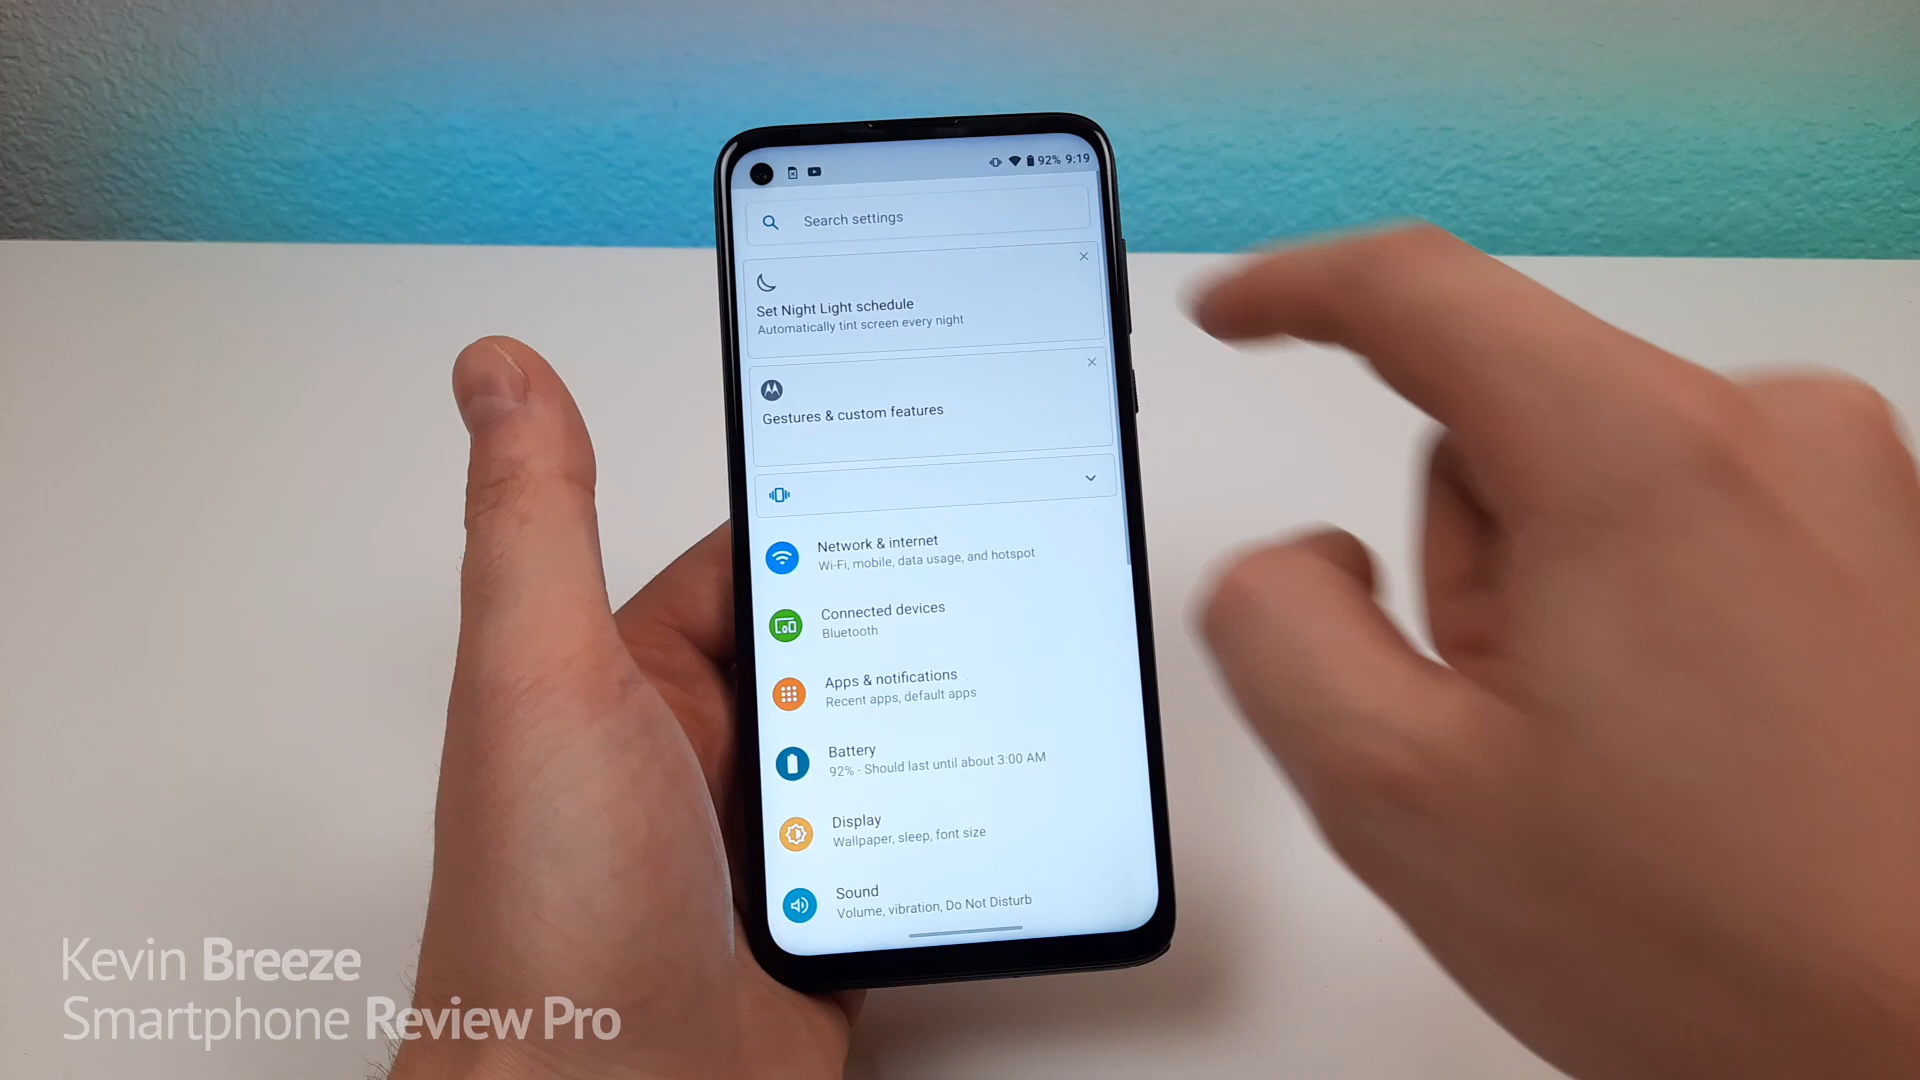 92% 9:19
Search settings
Set Night Light schedule
Automatically tint screen every night
Gestures & custom features
Network & internet
Wi-Fi, mobile, data usage, and hotspot
Connected devices
Bluetooth
Apps & notifications
Recent apps, default apps
Battery
92% - Should last until about 3:00 AM
Display
Wallpaper, sleep, font size
Sound
Volume, vibration, Do Not Disturb
Kevin Breeze
Smartphone Review Pro